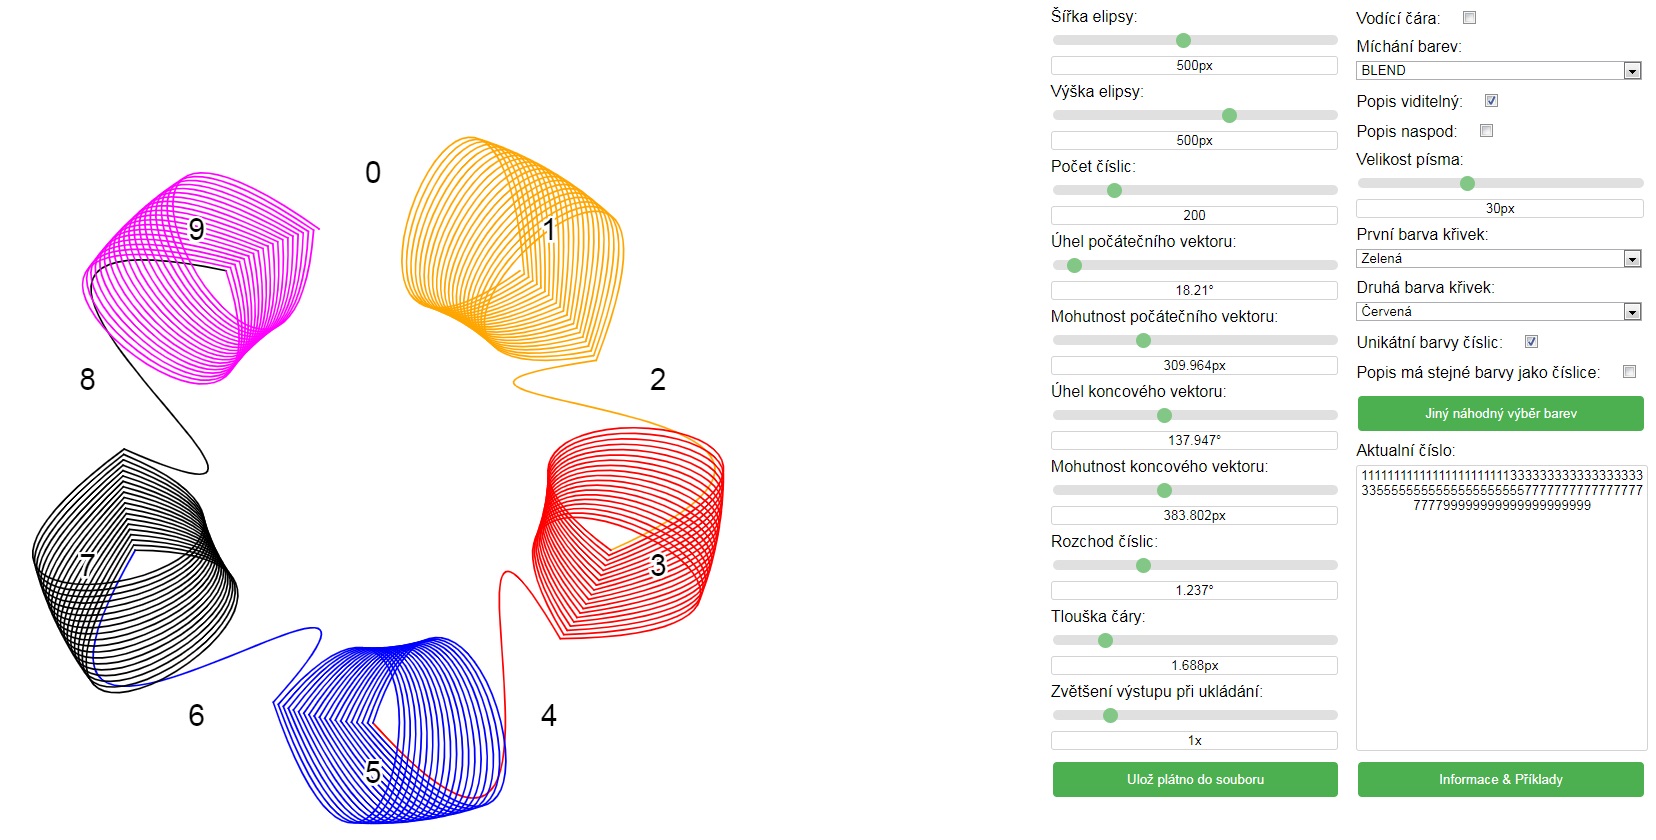 0
1
2
3
4
5
6
7
8
9
Šířka elipsy:
500px
Výška elipsy:
500px
Počet číslic:
200
Úhel počátečního vektoru:
18.21°
Mohutnost počátečního vektoru:
309.964px
Úhel koncového vektoru:
137.947°
Mohutnost koncového vektoru:
383.802px
Rozchod číslic:
1.237°
Tlouška čáry:
1.688px
Zvětšení výstupu při ukládání:
1x
Ulož plátno do souboru
Vodící čára:
Míchání barev:
BLEND
Popis viditelný:
Popis naspod:
Velikost písma:
30px
První barva křivek:
Zelená
Druhá barva křivek:
Červená
Unikátní barvy číslic:
Popis má stejné barvy jako číslice:
Jiný náhodný výběr barev
Aktualní číslo:
11111111111111111111333333333333333333
33555555555555555555557777777777777777
777799999999999999999999
Informace & Příklady